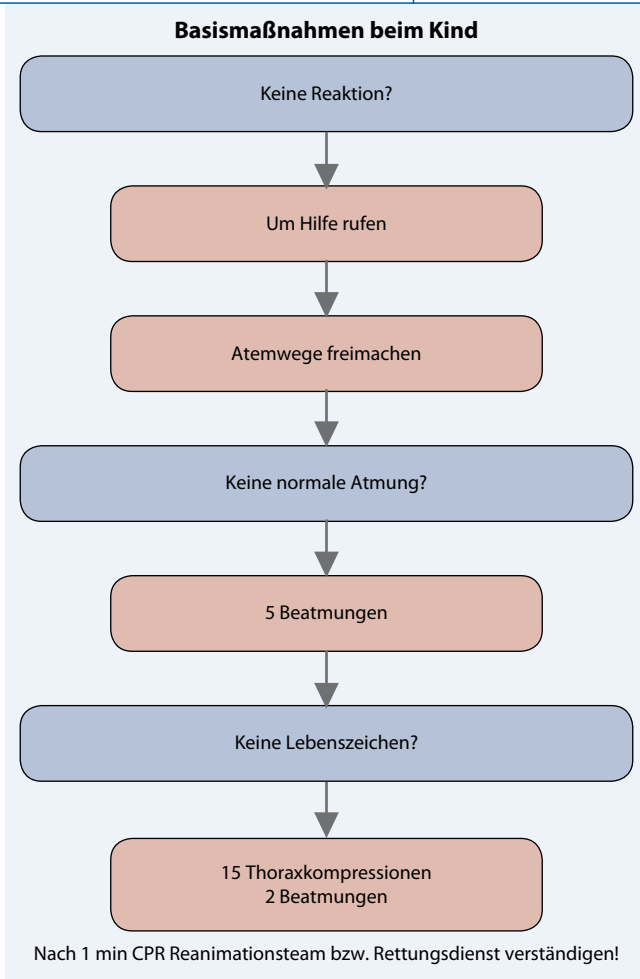 Basismaßnahmen beim Kind
Keine Reaktion?
Um Hilfe rufen
Atemwege freimachen
Keine normale Atmung?
5 Beatmungen
Keine Lebenszeichen?
15 Thoraxkompressionen
2 Beatmungen
Nach 1 min CPR Reanimationsteam bzw. Rettungsdienst verständigen!